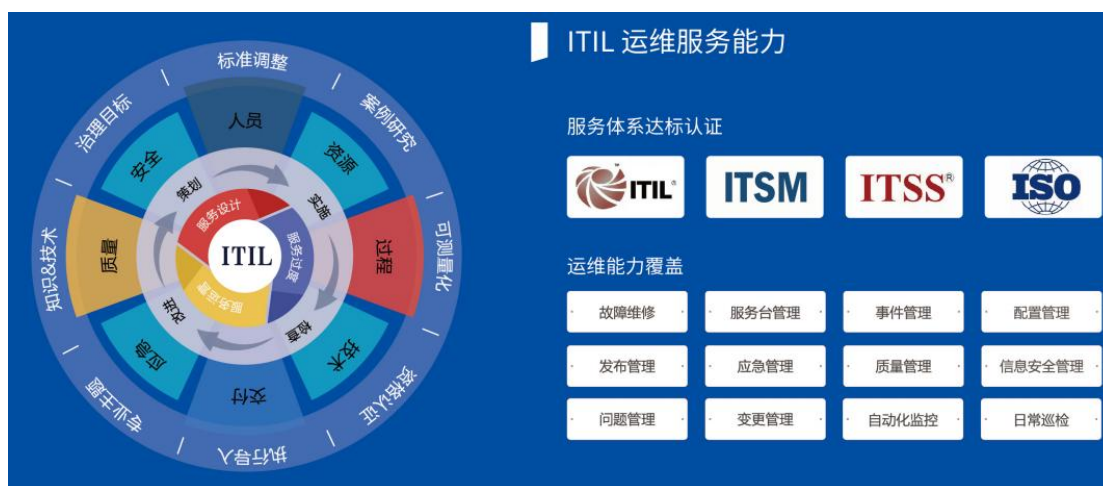 标准调整
案例研究
可测量化
资格认证
执行导入
专业主题
知识&技术
治理目标
人员
资源
过程
技术
交付
应急
质量
安全
策划
实施
检查
改进
服务设计
服务过度
服务运营
ITIL
ITIL 运维服务能力
服务体系达标认证
ITIL®
ITSM
ITSS®
ISO
运维能力覆盖
故障维修 服务台管理 事件管理 配置管理
发布管理 应急管理 质量管理 信息安全管理
问题管理 变更管理 自动化监控 日常巡检